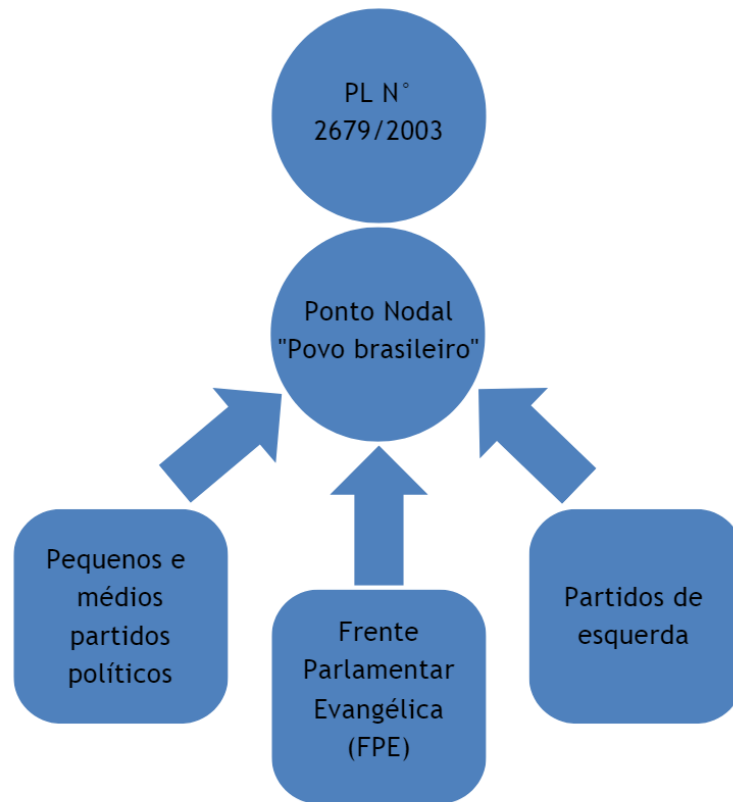 PL N°
2679/2003
Ponto Nodal
"Povo brasileiro"
Pequenos e
médios
partidos
políticos
Frente
Parlamentar
Evangélica
(FPE)
Partidos de
esquerda